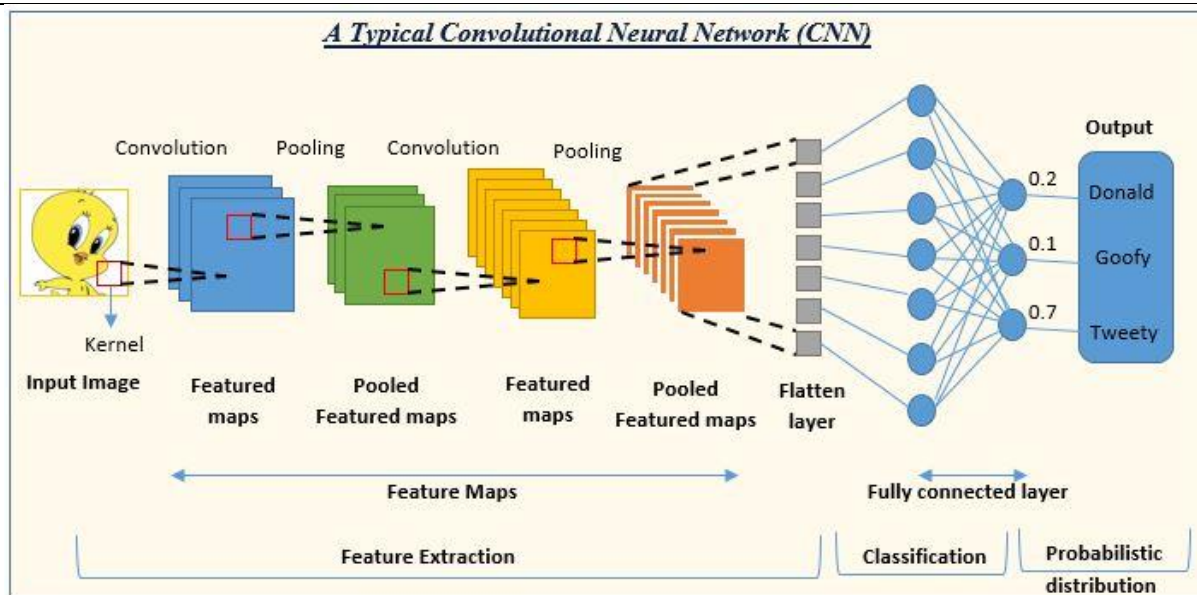 A Typical Convolutional Neural Network (CNN)
Convolution
Pooling
Convolution
Pooling
Output
0.2
Donald
0.1
Goofy
0.7
Tweety
Kernel
Input Image
Featured
maps
Pooled
Featured maps
Featured
maps
Pooled
Featured maps
Flatten
layer
Feature Maps
Fully connected layer
Feature Extraction
Classification
Probabilistic
distribution